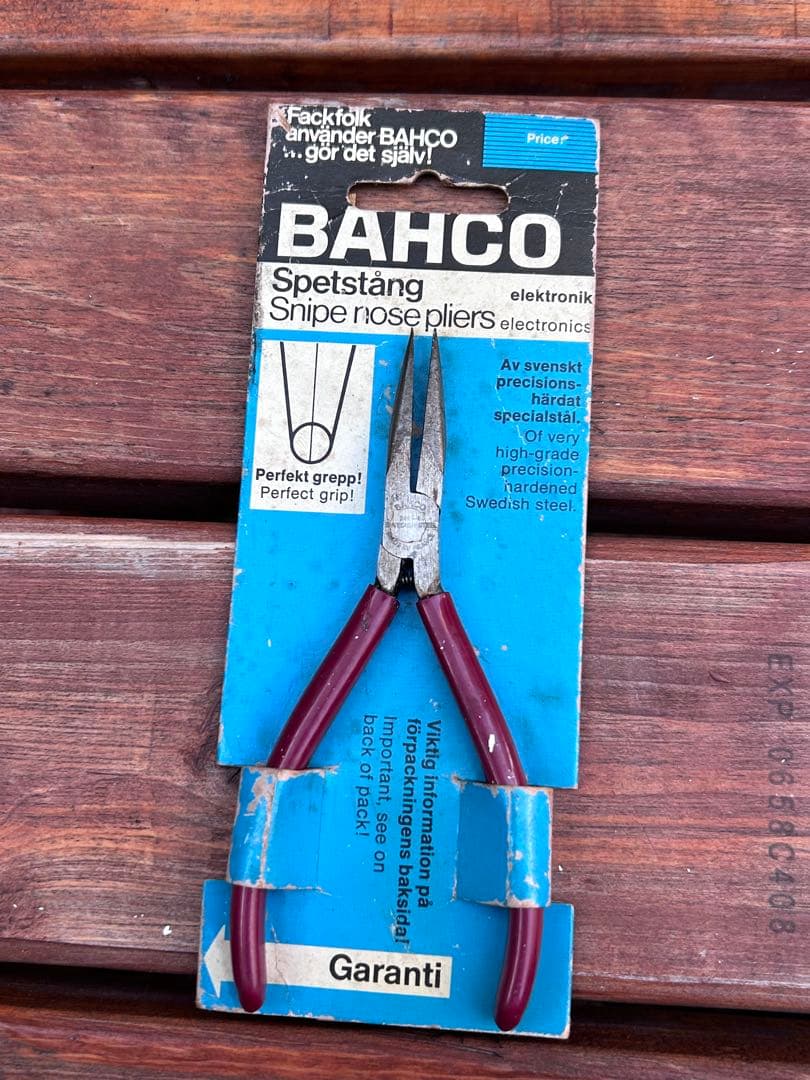 Fackfolk
använder BAHCO
...gör det själv!
Price
BAHCO
Spetstång
Snipe nose pliers
elektronik
electronics
Av svenskt
precisions-
härdat
specialstål.
Of very
high-grade
precision-
hardened
Swedish steel.
Perfekt grepp!
Perfect grip!
BAHCO
Viktig information på
förpackningens baksida!
Important, see on
back of pack!
Garanti
EXP 0658C408